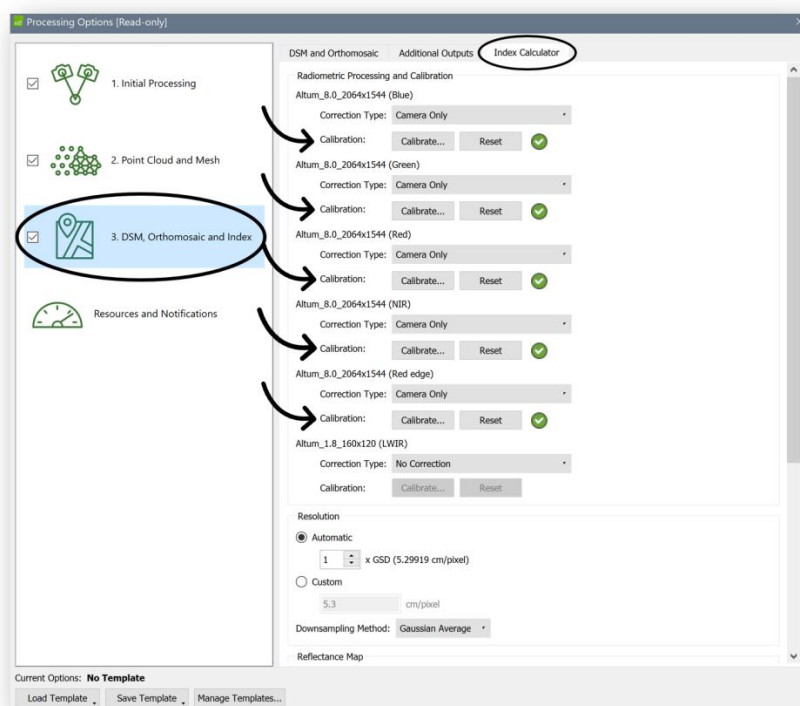 Processing Options [Read-only]
1. Initial Processing
2. Point Cloud and Mesh
3. DSM, Orthomosaic and Index
Resources and Notifications
DSM and Orthomosaic Additional Outputs Index Calculator
Radiometric Processing and Calibration
Altum_8.0_2064x1544 (Blue)
Correction Type: Camera Only
Calibration: Calibrate... Reset
Altum_8.0_2064x1544 (Green)
Correction Type: Camera Only
Calibration: Calibrate... Reset
Altum_8.0_2064x1544 (Red)
Correction Type: Camera Only
Calibration: Calibrate... Reset
Altum_8.0_2064x1544 (NIR)
Correction Type: Camera Only
Calibration: Calibrate... Reset
Altum_8.0_2064x1544 (Red edge)
Correction Type: Camera Only
Calibration: Calibrate... Reset
Altum_1.8_160x120 (LWIR)
Correction Type: No Correction
Calibration: Calibrate... Reset
Resolution
Automatic
1 x GSD (5.29919 cm/pixel)
Custom
5.3 cm/pixel
Downsampling Method: Gaussian Average
Reflectance Map
Current Options: No Template
Load Template Save Template Manage Templates...